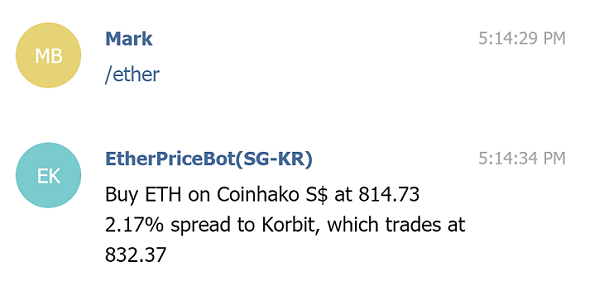 MB
Mark
5:14:29 PM
/ether
EK
EtherPriceBot(SG-KR)
5:14:34 PM
Buy ETH on Coinhako S$ at 814.73
2.17% spread to Korbit, which trades at
832.37